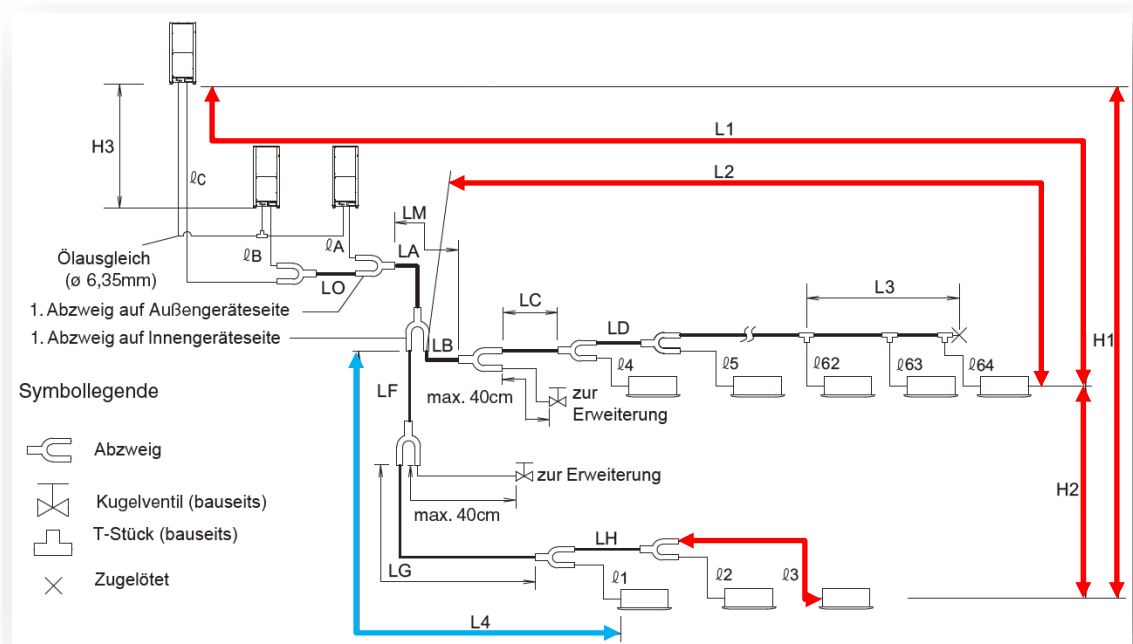 H3
ℓC
L1
L2
LM
ℓA
LA
Ölausgleich
(ø 6,35mm)
ℓB
LO
LC
L3
LD
1. Abzweig auf Außengeräteseite
1. Abzweig auf Innengeräteseite
LB
H1
ℓ4
ℓ5
ℓ62
ℓ63
ℓ64
Symbollegende
LF
max. 40cm
zur
Erweiterung
Abzweig
zur Erweiterung
H2
Kugelventil (bauseits)
max. 40cm
T-Stück (bauseits)
LH
Zugelötet
LG
ℓ1
ℓ2
ℓ3
L4